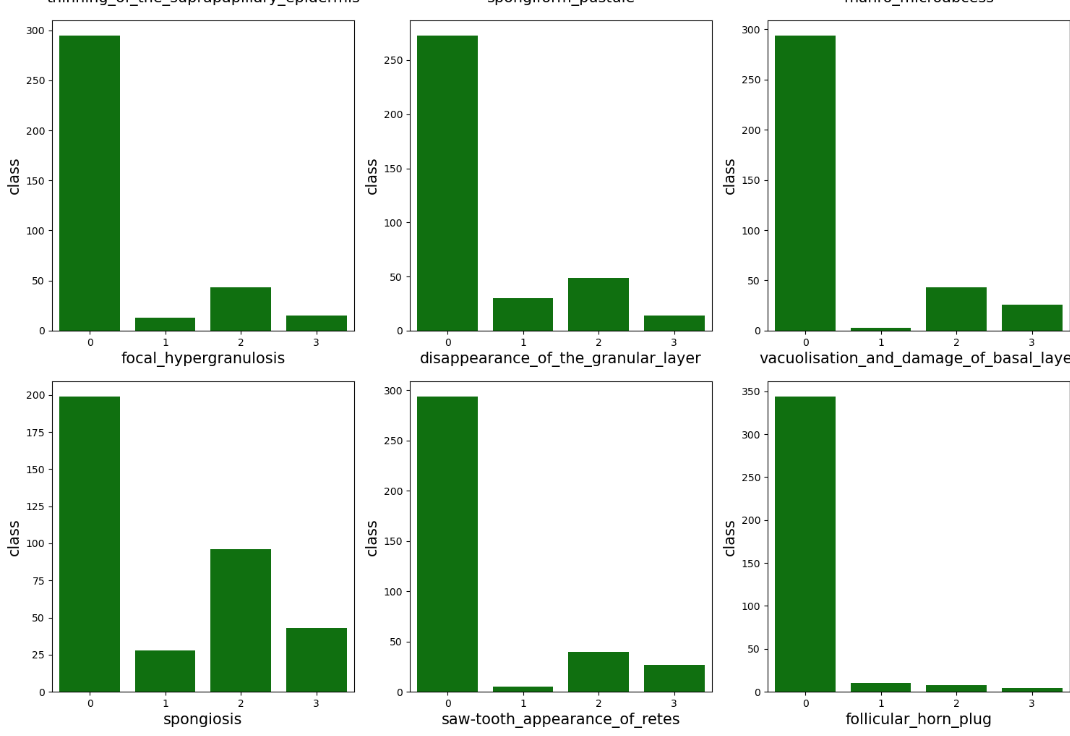 thinning_of_the_suprapapillary_epidermis
spongiform_pustule
munro_microabcess
300
250
200
150
100
50
0
class
0 1 2 3
focal_hypergranulosis
250
200
150
100
50
0
class
0 1 2 3
disappearance_of_the_granular_layer
300
250
200
150
100
50
0
class
0 1 2 3
vacuolisation_and_damage_of_basal_laye
200
175
150
125
100
75
50
25
0
class
0 1 2 3
spongiosis
300
250
200
150
100
50
0
class
0 1 2 3
saw-tooth_appearance_of_retes
350
300
250
200
150
100
50
0
class
0 1 2 3
follicular_horn_plug